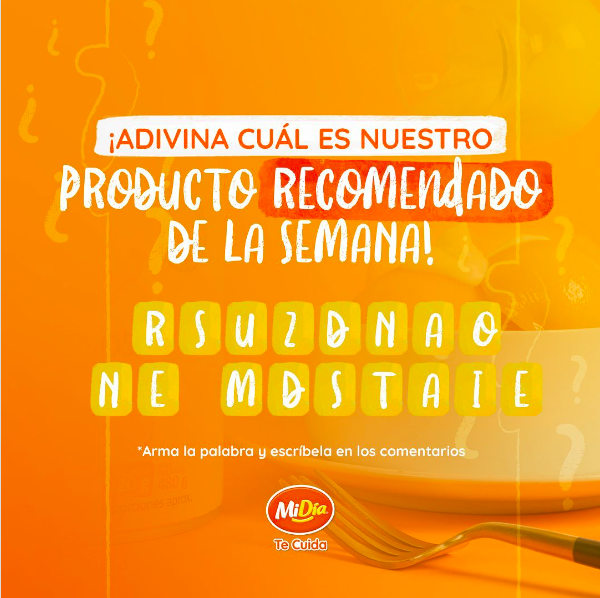 ¡ADIVINA CUÁL ES NUESTRO
PRODUCTO RECOMENDADO
DE LA SEMANA!
R S U Z D N A O
N E M D S T A I E
*Arma la palabra y escríbela en los comentarios
MiDía
Te Cuida